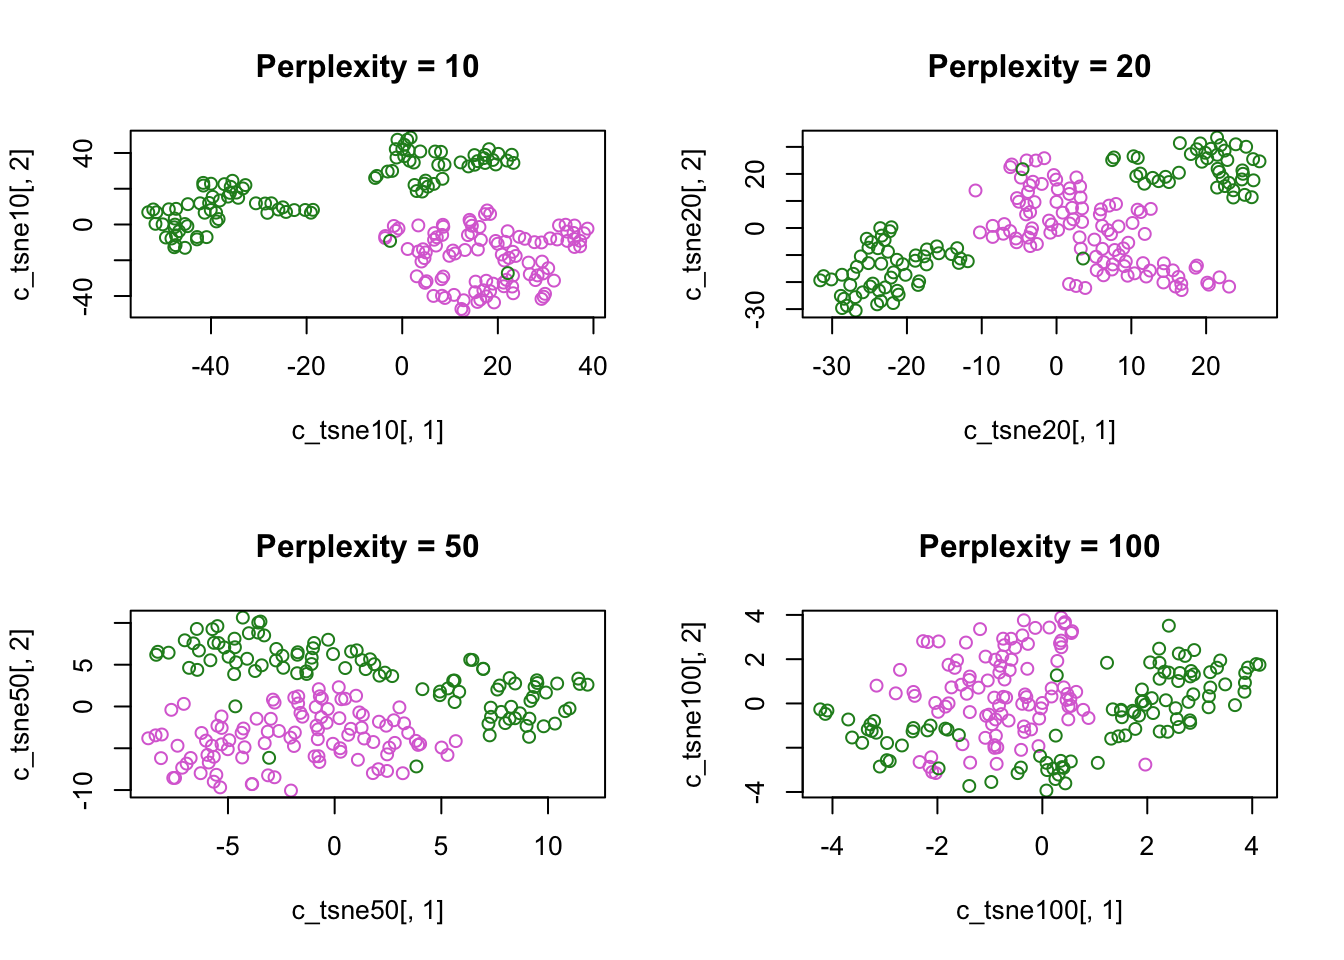 Perplexity = 10
c_tsne10[, 2]
40
0
-40
-40 -20 0 20 40
c_tsne10[, 1]
Perplexity = 20
c_tsne20[, 2]
20
0
-30
-30 -20 -10 0 10 20
c_tsne20[, 1]
Perplexity = 50
c_tsne50[, 2]
5
0
-10
-5 0 5 10
c_tsne50[, 1]
Perplexity = 100
c_tsne100[, 2]
4
2
0
-4
-4 -2 0 2 4
c_tsne100[, 1]